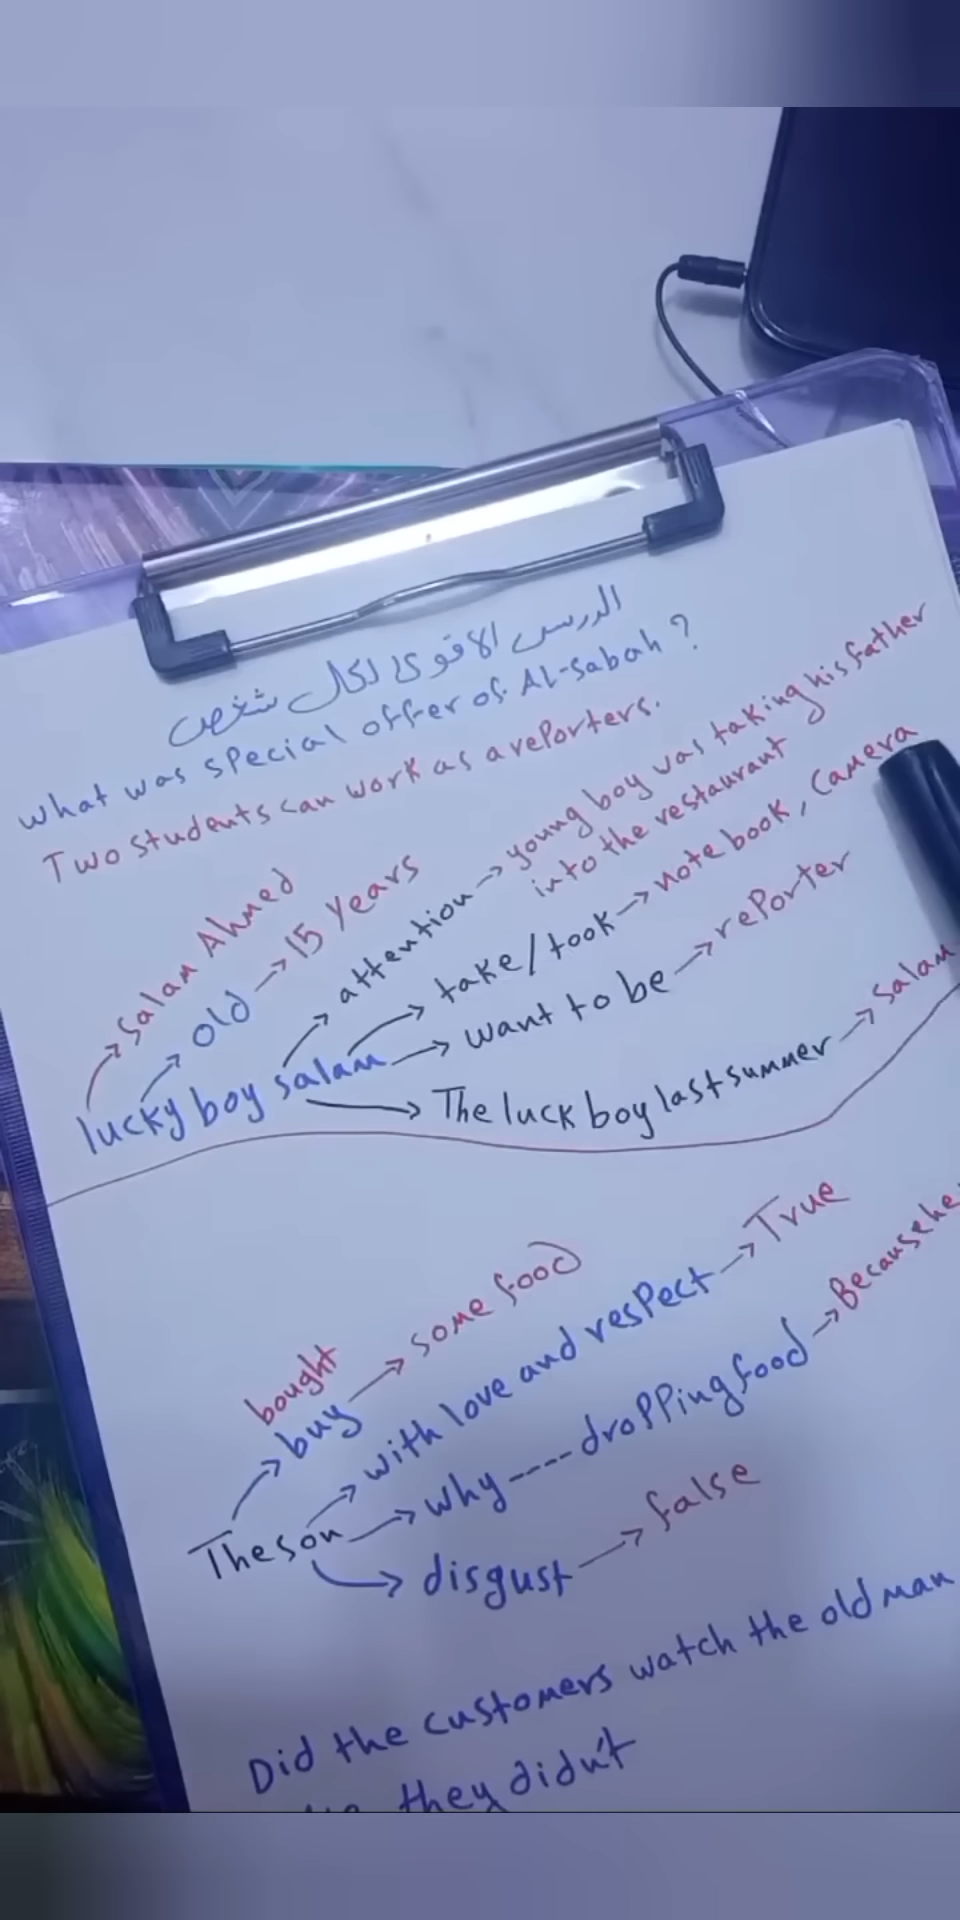 الدرس الاقوى لكل شخص
What was special offer of AL-Sabah ?
Two students can work as a reporters.
Salam Ahmed
old → 15 years
attention → young boy was taking his father
into the restaurant
take / took → note book, Camera
want to be → reporter
lucky boy salam
The luck boy last summer → Salam
bought
buy → some food
with love and respect → True
why ---- dropping food → Because he
The son
disgust → false
Did the customers watch the old man
they didn't